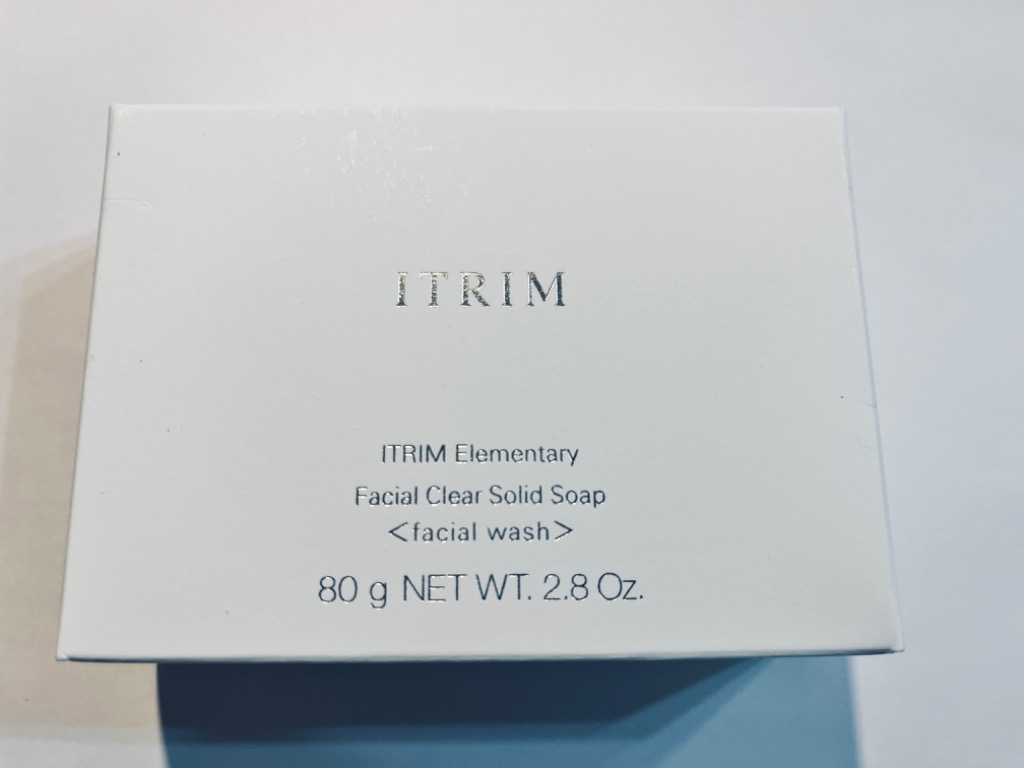 ITRIM
ITRIM Elementary
Facial Clear Solid Soap
<facial wash>
80 g NET WT. 2.8 Oz.